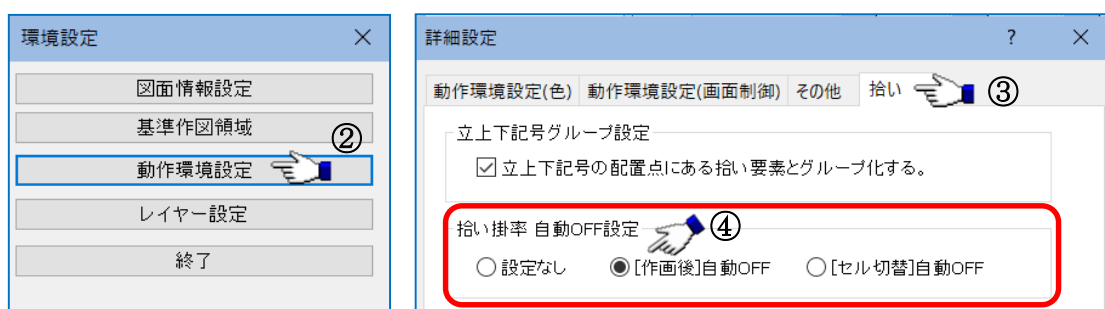 環境設定
図面情報設定
基準作図領域
②
動作環境設定
レイヤー設定
終了
詳細設定 ?
動作環境設定(色) 動作環境設定(画面制御) その他 拾い ③
立上下記号グループ設定
立上下記号の配置点にある拾い要素とグループ化する。
拾い掛率 自動OFF設定 ④
設定なし [作画後]自動OFF [セル切替]自動OFF